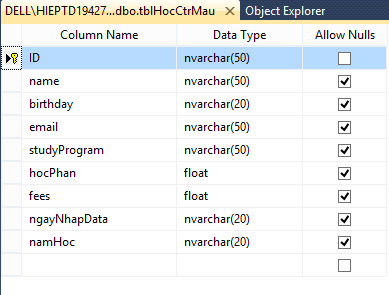 DELL\HIEPTD19427...dbo.tblHocCtrMau Object Explorer
Column Name Data Type Allow Nulls
ID nvarchar(50)
name nvarchar(50)
birthday nvarchar(20)
email nvarchar(50)
studyProgram nvarchar(50)
hocPhan float
fees float
ngayNhapData nvarchar(20)
namHoc nvarchar(20)